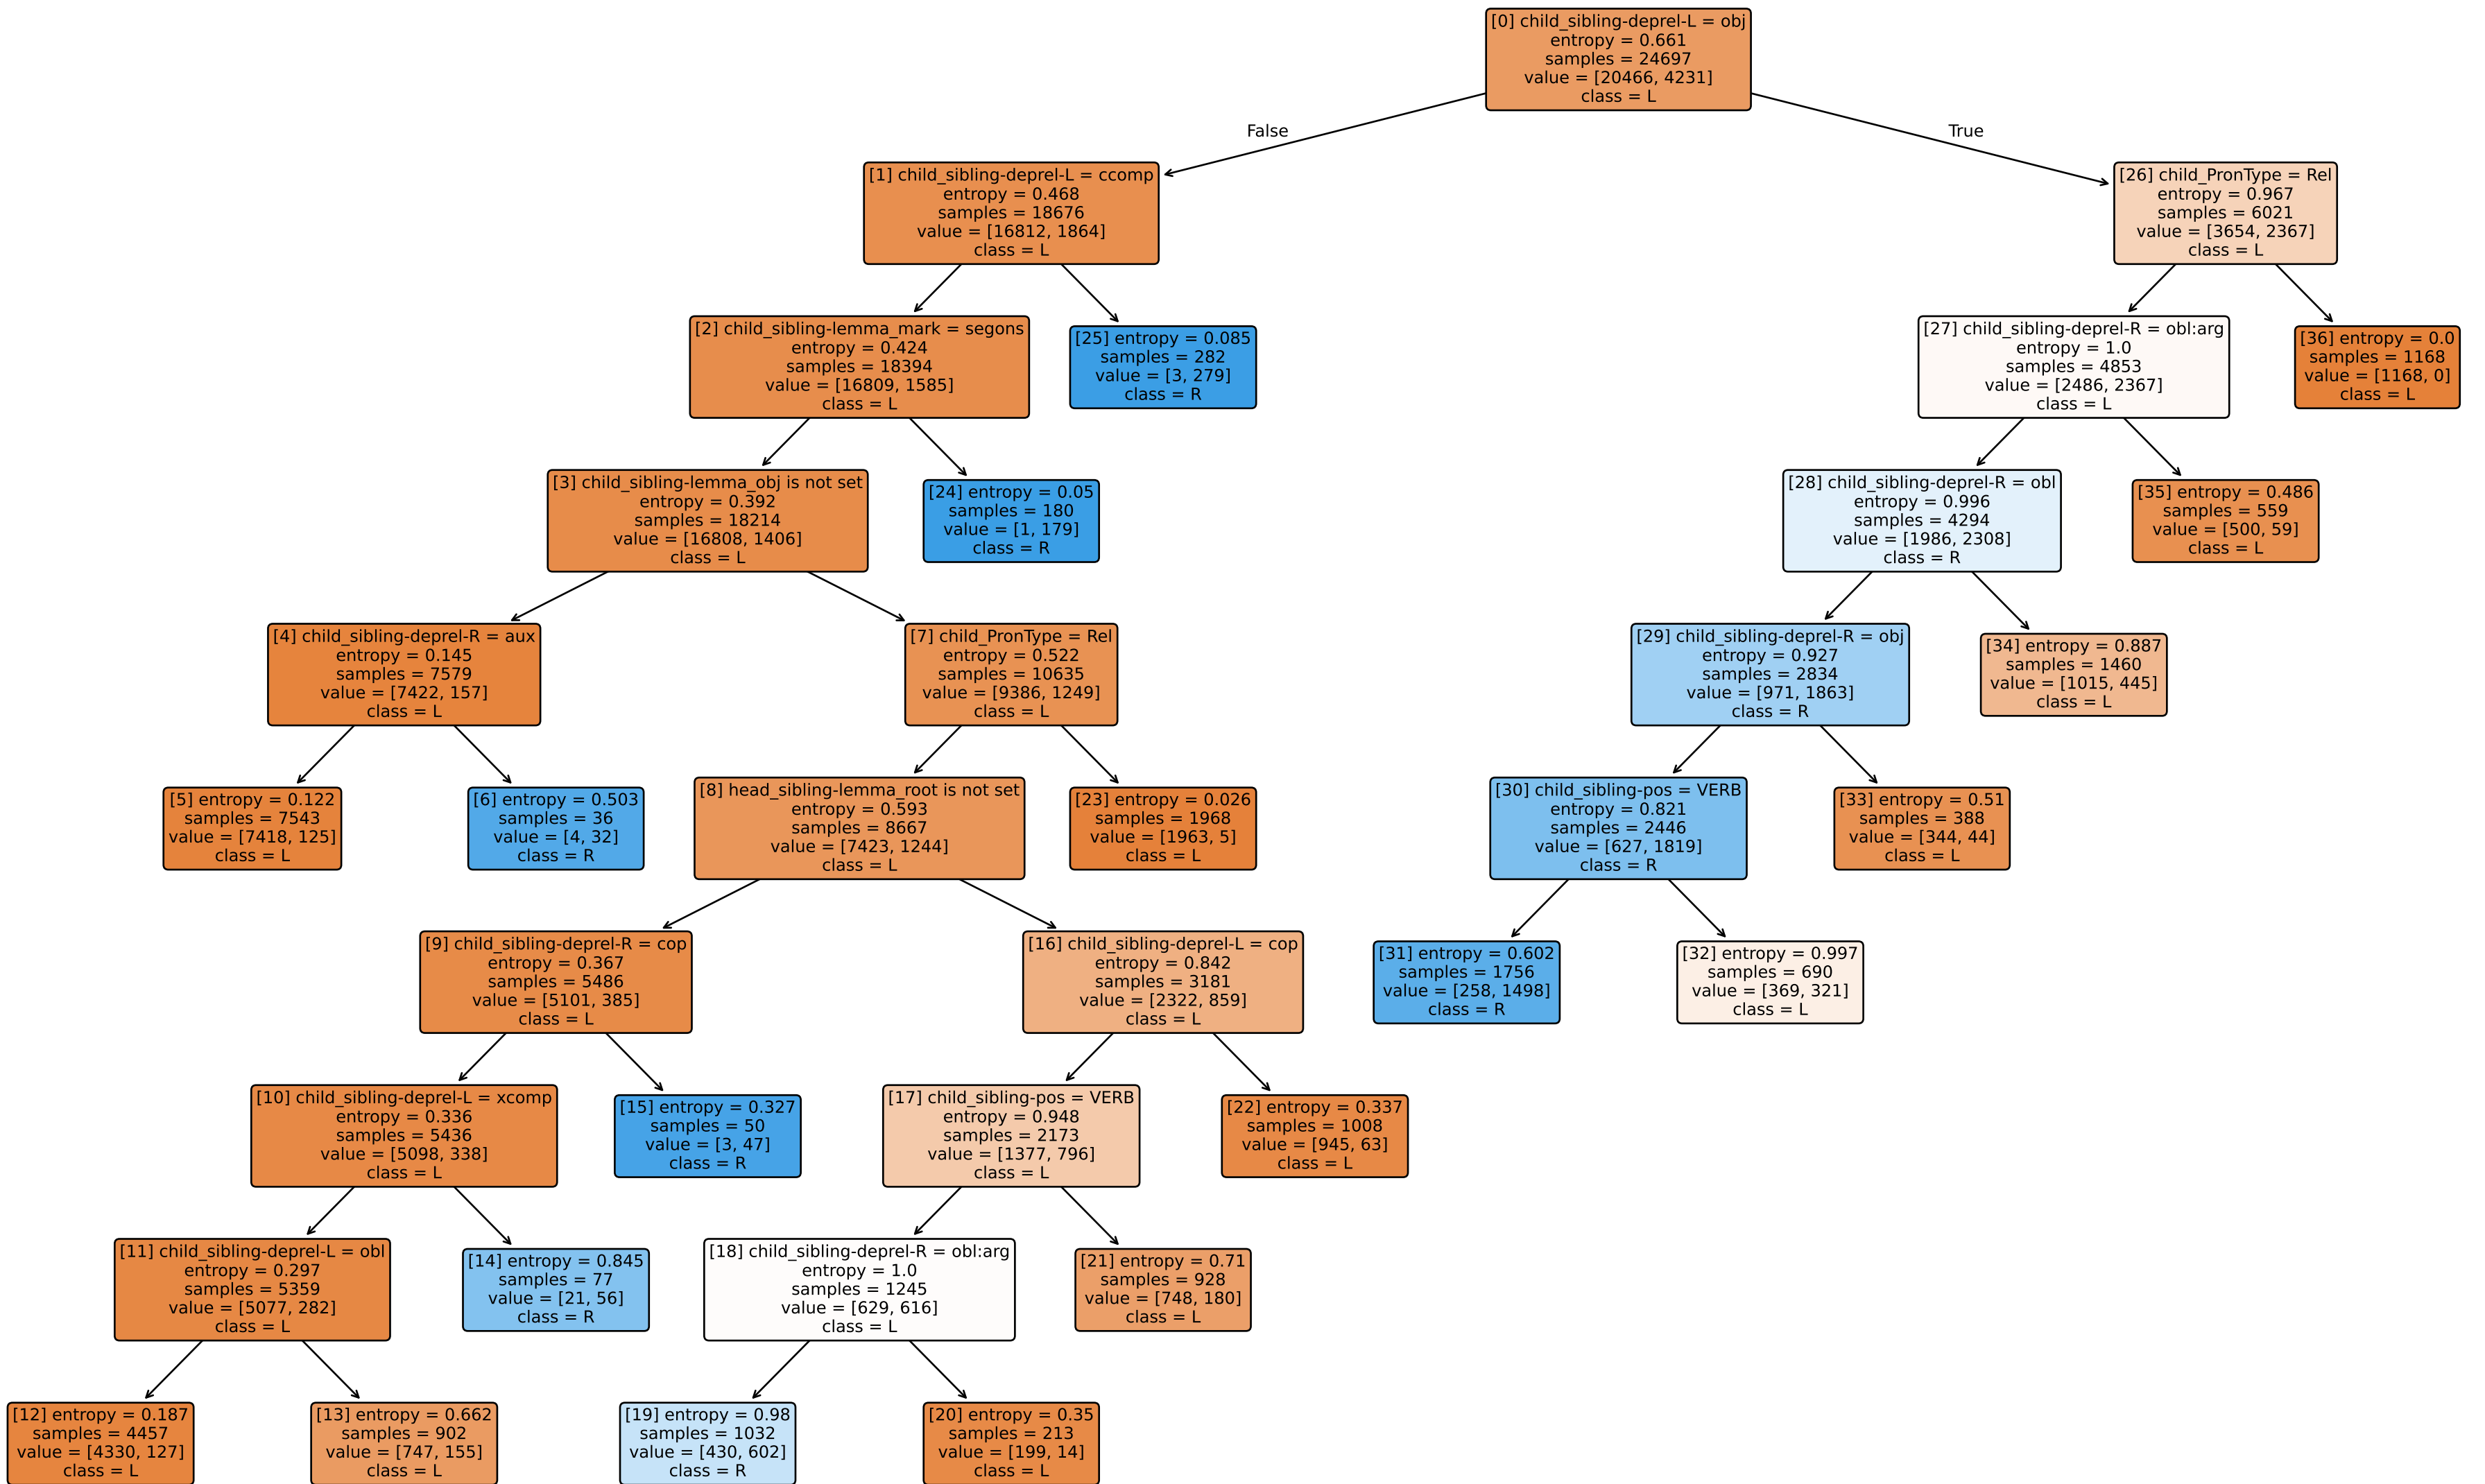 [0] child_sibling-deprel-L = obj
entropy = 0.661
samples = 24697
value = [20466, 4231]
class = L
False
True
[1] child_sibling-deprel-L = ccomp
entropy = 0.468
samples = 18676
value = [16812, 1864]
class = L
[26] child_PronType = Rel
entropy = 0.967
samples = 6021
value = [3654, 2367]
class = L
[2] child_sibling-lemma_mark = segons
entropy = 0.424
samples = 18394
value = [16809, 1585]
class = L
[25] entropy = 0.085
samples = 282
value = [3, 279]
class = R
[27] child_sibling-deprel-R = obl:arg
entropy = 1.0
samples = 4853
value = [2486, 2367]
class = L
[36] entropy = 0.0
samples = 1168
value = [1168, 0]
class = L
[3] child_sibling-lemma_obj is not set
entropy = 0.392
samples = 18214
value = [16808, 1406]
class = L
[24] entropy = 0.05
samples = 180
value = [1, 179]
class = R
[28] child_sibling-deprel-R = obl
entropy = 0.996
samples = 4294
value = [1986, 2308]
class = R
[35] entropy = 0.486
samples = 559
value = [500, 59]
class = L
[4] child_sibling-deprel-R = aux
entropy = 0.145
samples = 7579
value = [7422, 157]
class = L
[7] child_PronType = Rel
entropy = 0.522
samples = 10635
value = [9386, 1249]
class = L
[29] child_sibling-deprel-R = obj
entropy = 0.927
samples = 2834
value = [971, 1863]
class = R
[34] entropy = 0.887
samples = 1460
value = [1015, 445]
class = L
[5] entropy = 0.122
samples = 7543
value = [7418, 125]
class = L
[6] entropy = 0.503
samples = 36
value = [4, 32]
class = R
[8] head_sibling-lemma_root is not set
entropy = 0.593
samples = 8667
value = [7423, 1244]
class = L
[23] entropy = 0.026
samples = 1968
value = [1963, 5]
class = L
[30] child_sibling-pos = VERB
entropy = 0.821
samples = 2446
value = [627, 1819]
class = R
[33] entropy = 0.51
samples = 388
value = [344, 44]
class = L
[9] child_sibling-deprel-R = cop
entropy = 0.367
samples = 5486
value = [5101, 385]
class = L
[16] child_sibling-deprel-L = cop
entropy = 0.842
samples = 3181
value = [2322, 859]
class = L
[31] entropy = 0.602
samples = 1756
value = [258, 1498]
class = R
[32] entropy = 0.997
samples = 690
value = [369, 321]
class = L
[10] child_sibling-deprel-L = xcomp
entropy = 0.336
samples = 5436
value = [5098, 338]
class = L
[15] entropy = 0.327
samples = 50
value = [3, 47]
class = R
[17] child_sibling-pos = VERB
entropy = 0.948
samples = 2173
value = [1377, 796]
class = L
[22] entropy = 0.337
samples = 1008
value = [945, 63]
class = L
[11] child_sibling-deprel-L = obl
entropy = 0.297
samples = 5359
value = [5077, 282]
class = L
[14] entropy = 0.845
samples = 77
value = [21, 56]
class = R
[18] child_sibling-deprel-R = obl:arg
entropy = 1.0
samples = 1245
value = [629, 616]
class = L
[21] entropy = 0.71
samples = 928
value = [748, 180]
class = L
[12] entropy = 0.187
samples = 4457
value = [4330, 127]
class = L
[13] entropy = 0.662
samples = 902
value = [747, 155]
class = L
[19] entropy = 0.98
samples = 1032
value = [430, 602]
class = R
[20] entropy = 0.35
samples = 213
value = [199, 14]
class = L